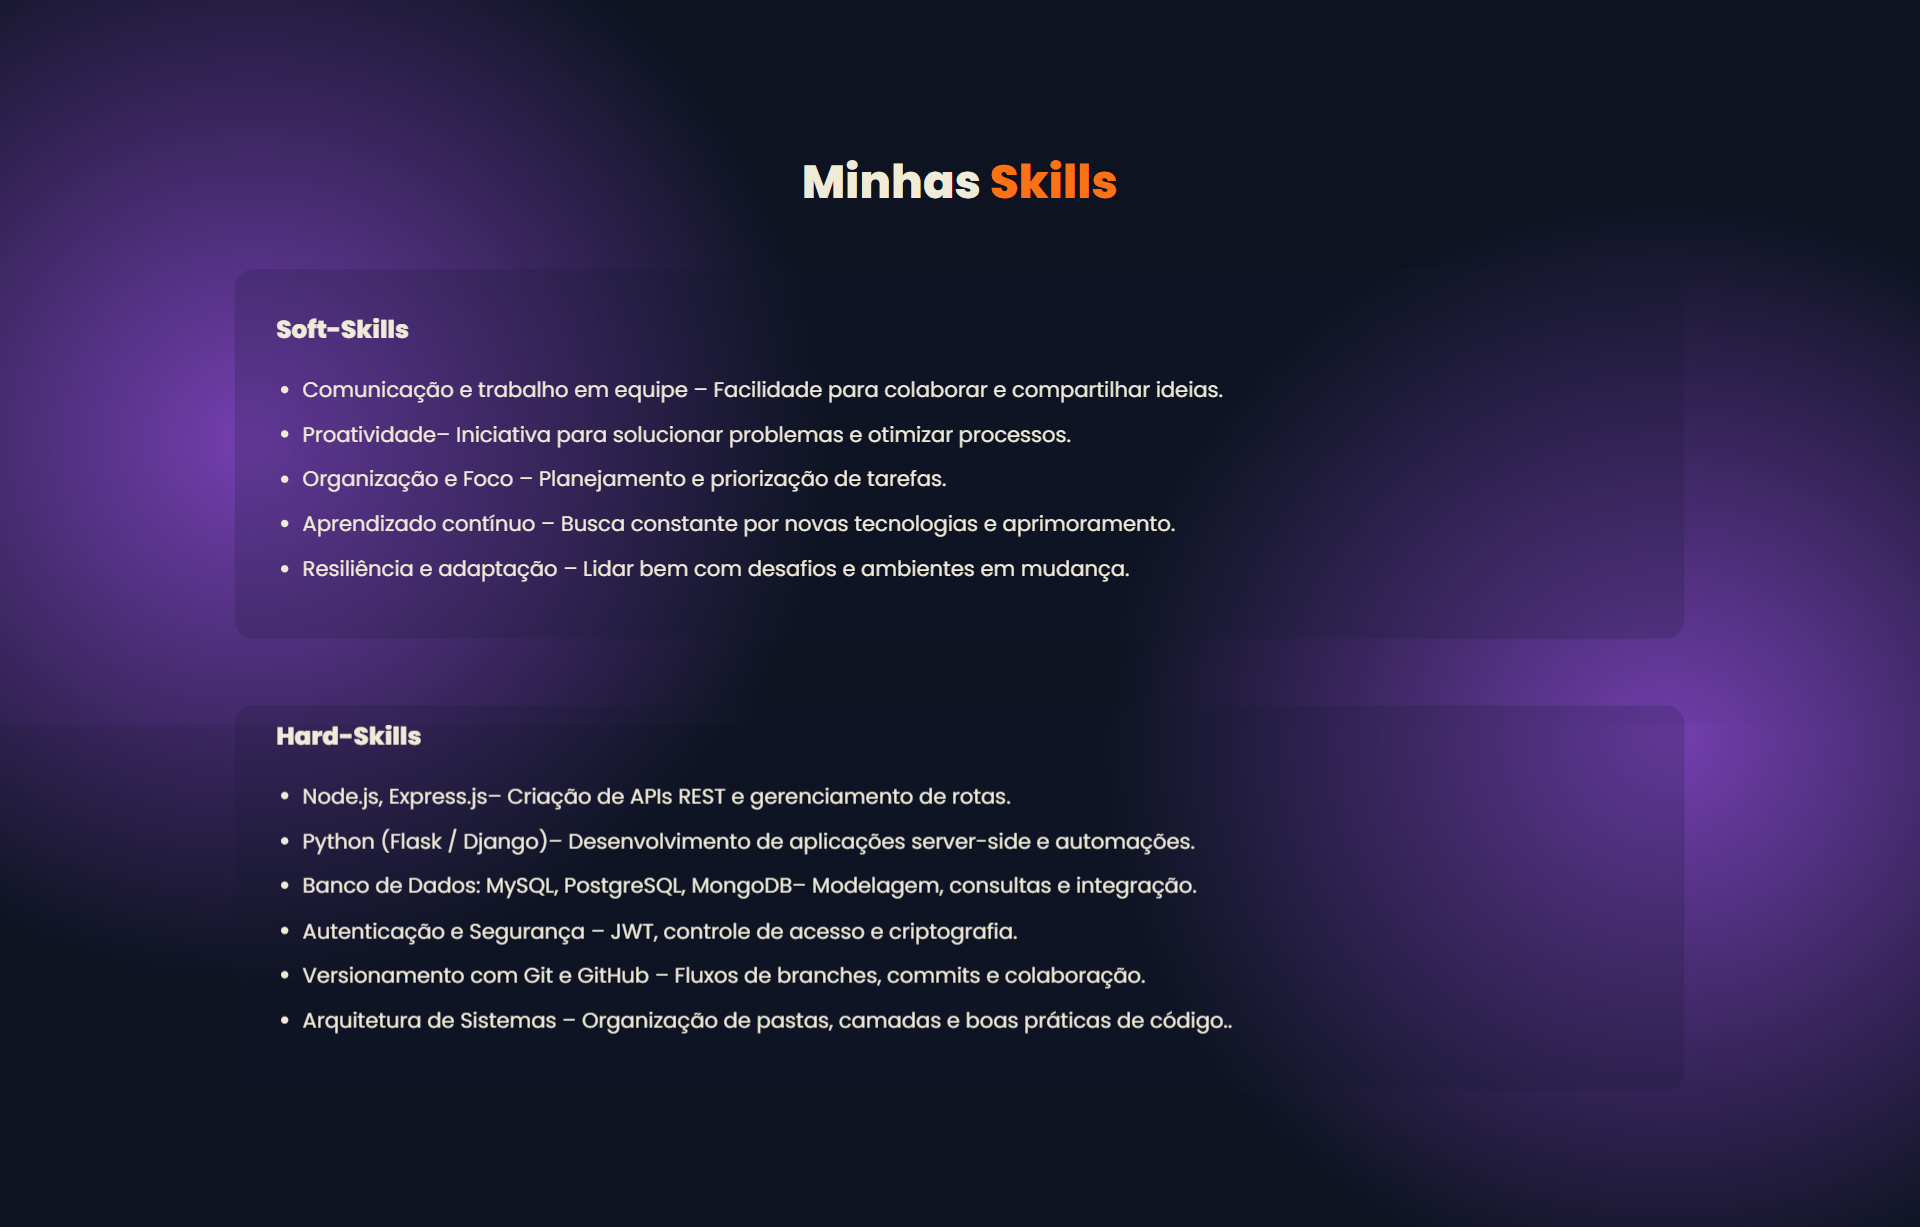 Minhas Skills
Soft-Skills
• Comunicação e trabalho em equipe – Facilidade para colaborar e compartilhar ideias.
• Proatividade– Iniciativa para solucionar problemas e otimizar processos.
• Organização e Foco – Planejamento e priorização de tarefas.
• Aprendizado contínuo – Busca constante por novas tecnologias e aprimoramento.
• Resiliência e adaptação – Lidar bem com desafios e ambientes em mudança.
Hard-Skills
• Node.js, Express.js– Criação de APIs REST e gerenciamento de rotas.
• Python (Flask / Django)– Desenvolvimento de aplicações server-side e automações.
• Banco de Dados: MySQL, PostgreSQL, MongoDB– Modelagem, consultas e integração.
• Autenticação e Segurança – JWT, controle de acesso e criptografia.
• Versionamento com Git e GitHub – Fluxos de branches, commits e colaboração.
• Arquitetura de Sistemas – Organização de pastas, camadas e boas práticas de código..